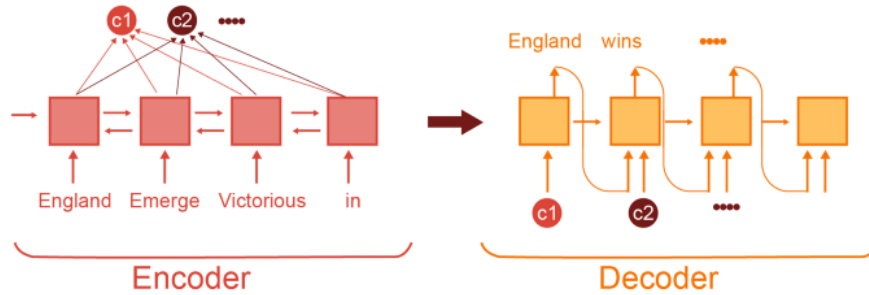 c1 c2 ••••
England wins ••••
England Emerge Victorious in
c1 c2 ••••
Encoder Decoder